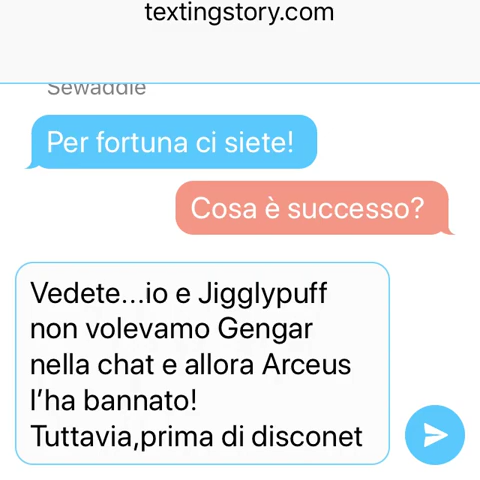 textingstory.com
Sewaddle
Per fortuna ci siete!
Cosa è successo?
Vedete...io e Jigglypuff
non volevamo Gengar
nella chat e allora Arceus
l’ha bannato!
Tuttavia,prima di disconet